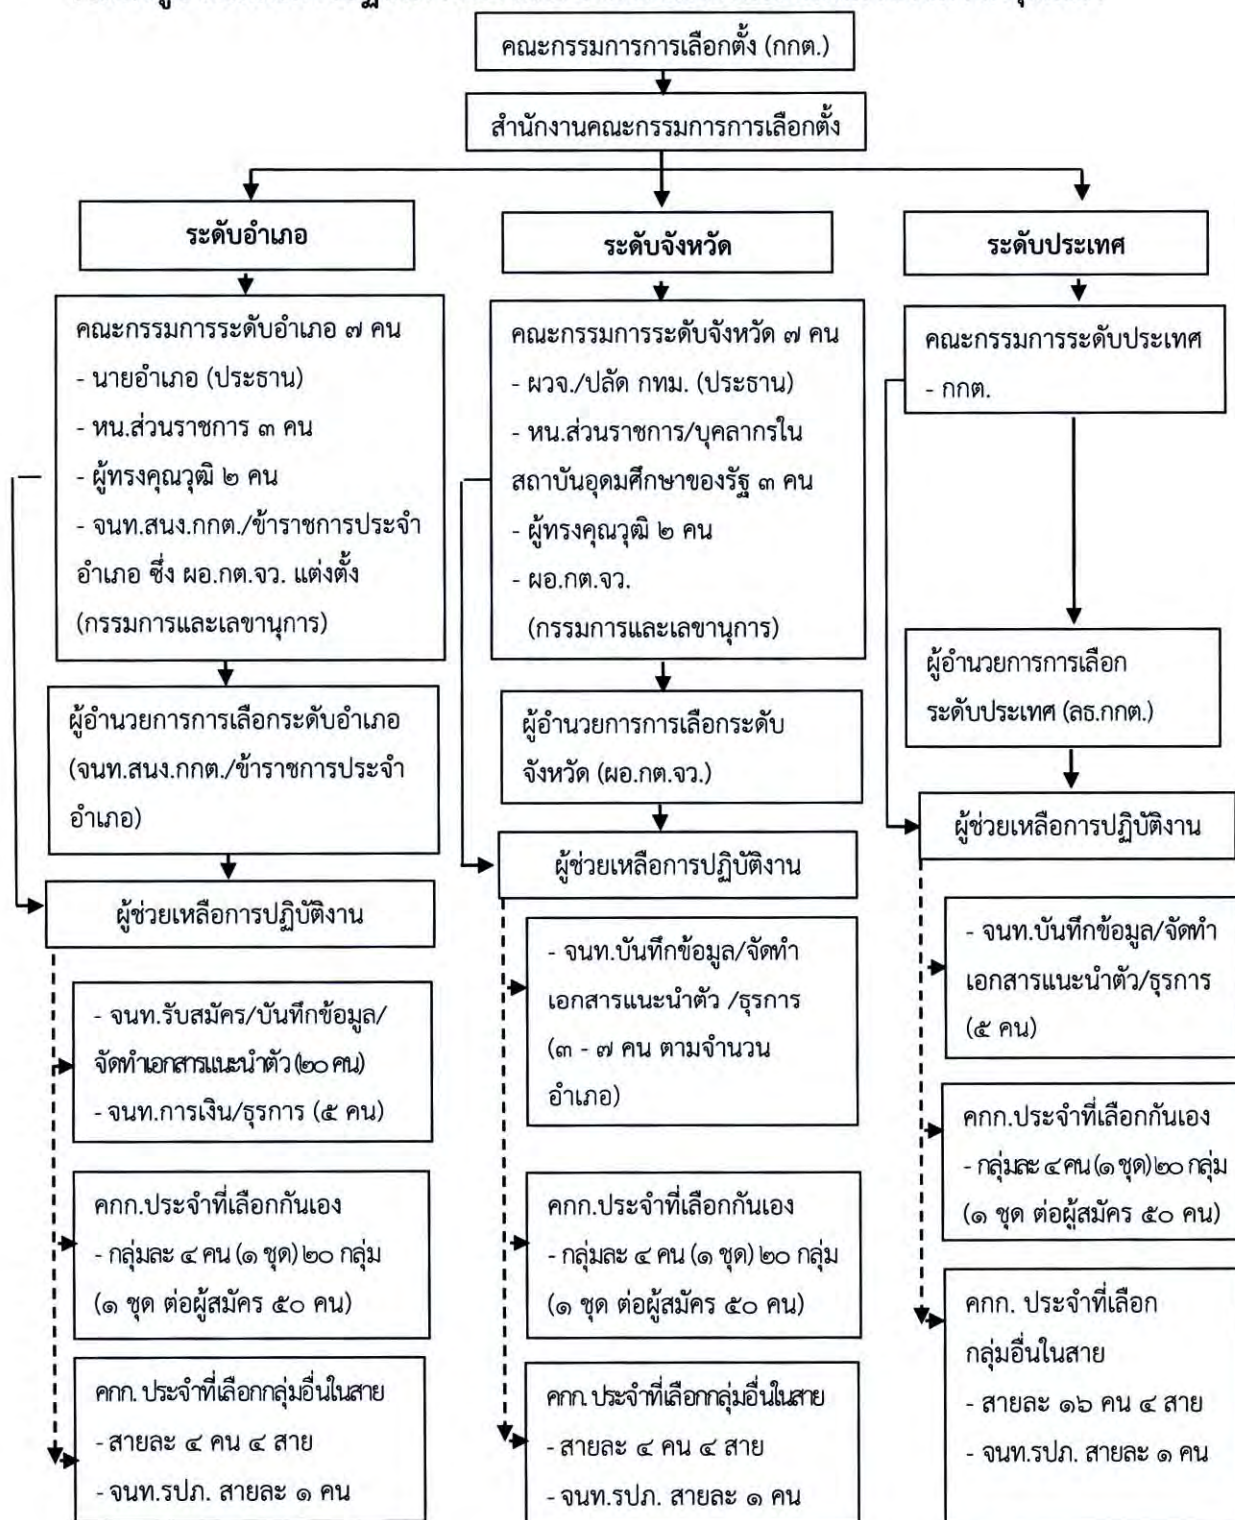 คณะกรรมการการเลือกตั้ง (กกต.)
สำนักงานคณะกรรมการการเลือกตั้ง
ระดับอำเภอ
คณะกรรมการระดับอำเภอ ๗ คน
- นายอำเภอ (ประธาน)
- หน.ส่วนราชการ ๓ คน
- ผู้ทรงคุณวุฒิ ๒ คน
- จนท.สนง.กกต./ข้าราชการประจำ
อำเภอ ซึ่ง ผอ.กต.จว. แต่งตั้ง
(กรรมการและเลขานุการ)
ผู้อำนวยการการเลือกระดับอำเภอ
(จนท.สนง.กกต./ข้าราชการประจำ
อำเภอ)
ผู้ช่วยเหลือการปฏิบัติงาน
- จนท.รับสมัคร/บันทึกข้อมูล/
จัดทำเอกสารแนะนำตัว (๒๐ คน)
- จนท.การเงิน/ธุรการ (๕ คน)
คกก.ประจำที่เลือกกันเอง
- กลุ่มละ ๔ คน (๑ ชุด) ๒๐ กลุ่ม
(๑ ชุด ต่อผู้สมัคร ๕๐ คน)
คกก. ประจำที่เลือกกลุ่มอื่นในสาย
- สายละ ๔ คน ๔ สาย
- จนท.รปภ. สายละ ๑ คน
ระดับจังหวัด
คณะกรรมการระดับจังหวัด ๗ คน
- ผวจ./ปลัด กทม. (ประธาน)
- หน.ส่วนราชการ/บุคลากรใน
สถาบันอุดมศึกษาของรัฐ ๓ คน
- ผู้ทรงคุณวุฒิ ๒ คน
- ผอ.กต.จว.
(กรรมการและเลขานุการ)
ผู้อำนวยการการเลือกระดับ
จังหวัด (ผอ.กต.จว.)
ผู้ช่วยเหลือการปฏิบัติงาน
- จนท.บันทึกข้อมูล/จัดทำ
เอกสารแนะนำตัว /ธุรการ
(๓ - ๗ คน ตามจำนวน
อำเภอ)
คกก.ประจำที่เลือกกันเอง
- กลุ่มละ ๔ คน (๑ ชุด) ๒๐ กลุ่ม
(๑ ชุด ต่อผู้สมัคร ๕๐ คน)
คกก. ประจำที่เลือกกลุ่มอื่นในสาย
- สายละ ๔ คน ๔ สาย
- จนท.รปภ. สายละ ๑ คน
ระดับประเทศ
คณะกรรมการระดับประเทศ
- กกต.
ผู้อำนวยการการเลือก
ระดับประเทศ (ลธ.กกต.)
ผู้ช่วยเหลือการปฏิบัติงาน
- จนท.บันทึกข้อมูล/จัดทำ
เอกสารแนะนำตัว/ธุรการ
(๕ คน)
คกก.ประจำที่เลือกกันเอง
- กลุ่มละ ๔ คน (๑ ชุด) ๒๐ กลุ่ม
(๑ ชุด ต่อผู้สมัคร ๕๐ คน)
คกก. ประจำที่เลือก
กลุ่มอื่นในสาย
- สายละ ๑๖ คน ๔ สาย
- จนท.รปภ. สายละ ๑ คน